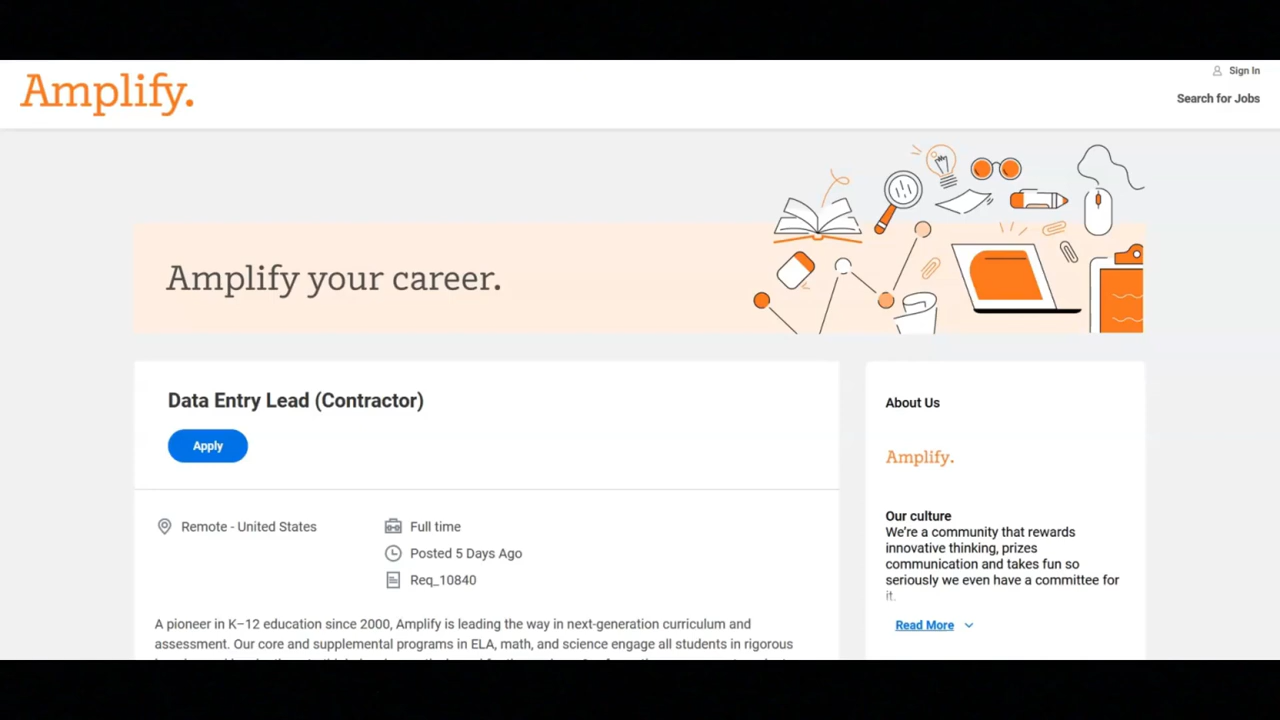 Amplify.
Sign In
Search for Jobs
Amplify your career.
Data Entry Lead (Contractor)
Apply
Remote - United States
Full time
Posted 5 Days Ago
Req_10840
A pioneer in K–12 education since 2000, Amplify is leading the way in next-generation curriculum and
assessment. Our core and supplemental programs in ELA, math, and science engage all students in rigorous
About Us
Amplify.
Our culture
We're a community that rewards
innovative thinking, prizes
communication and takes fun so
seriously we even have a committee for
it.
Read More